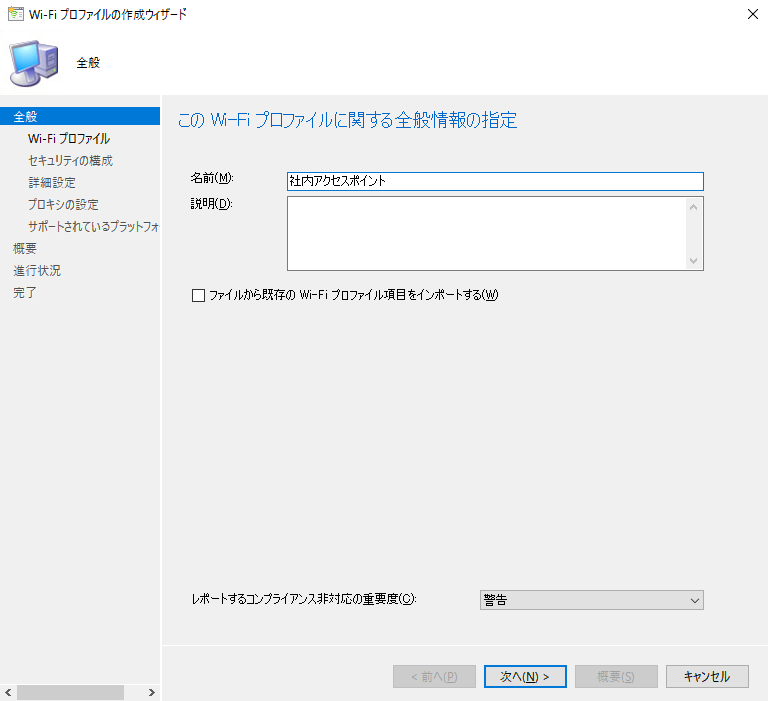 Wi-Fi プロファイルの作成ウィザード
全般
全般
Wi-Fi プロファイル
セキュリティの構成
詳細設定
プロキシの設定
サポートされているプラットフォ
概要
進行状況
完了
この Wi-Fi プロファイルに関する全般情報の指定
名前(M):
社内アクセスポイント
説明(D):
ファイルから既存の Wi-Fi プロファイル項目をインポートする(W)
レポートするコンプライアンス非対応の重要度(C):
警告
< 前へ(P)
次へ(N) >
概要(S)
キャンセル